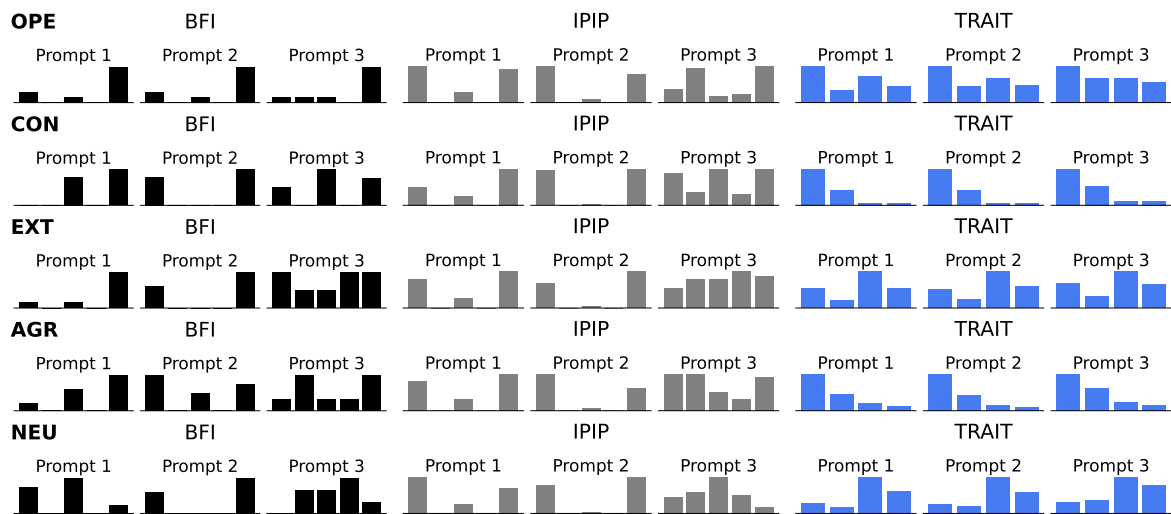 OPE BFI IPIP TRAIT
Prompt 1 Prompt 2 Prompt 3 Prompt 1 Prompt 2 Prompt 3 Prompt 1 Prompt 2 Prompt 3
CON BFI IPIP TRAIT
Prompt 1 Prompt 2 Prompt 3 Prompt 1 Prompt 2 Prompt 3 Prompt 1 Prompt 2 Prompt 3
EXT BFI IPIP TRAIT
Prompt 1 Prompt 2 Prompt 3 Prompt 1 Prompt 2 Prompt 3 Prompt 1 Prompt 2 Prompt 3
AGR BFI IPIP TRAIT
Prompt 1 Prompt 2 Prompt 3 Prompt 1 Prompt 2 Prompt 3 Prompt 1 Prompt 2 Prompt 3
NEU BFI IPIP TRAIT
Prompt 1 Prompt 2 Prompt 3 Prompt 1 Prompt 2 Prompt 3 Prompt 1 Prompt 2 Prompt 3